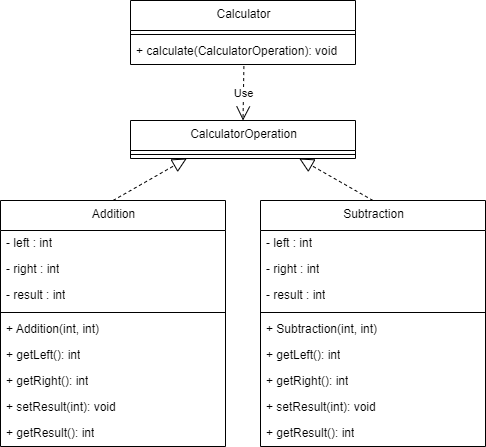 Calculator
+ calculate(CalculatorOperation): void
Use
CalculatorOperation
Addition
- left : int
- right : int
- result : int
+ Addition(int, int)
+ getLeft(): int
+ getRight(): int
+ setResult(int): void
+ getResult(): int
Subtraction
- left : int
- right : int
- result : int
+ Subtraction(int, int)
+ getLeft(): int
+ getRight(): int
+ setResult(int): void
+ getResult(): int